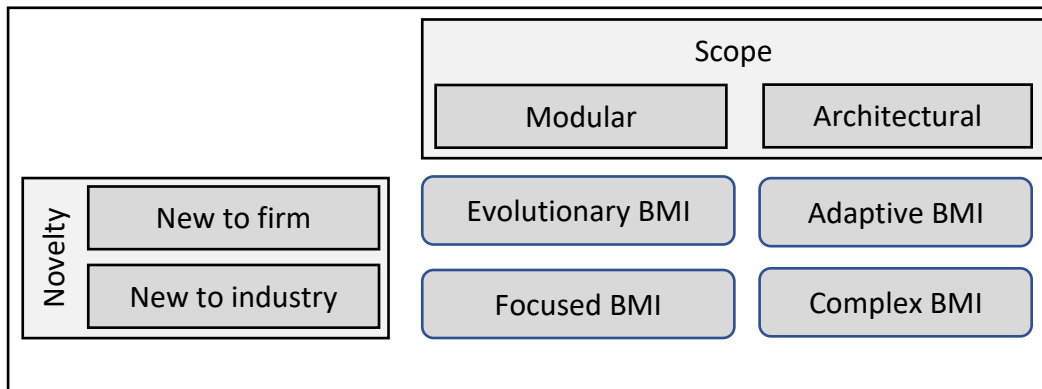 Scope
Modular
Architectural
Novelty
New to firm
Evolutionary BMI
Adaptive BMI
New to industry
Focused BMI
Complex BMI